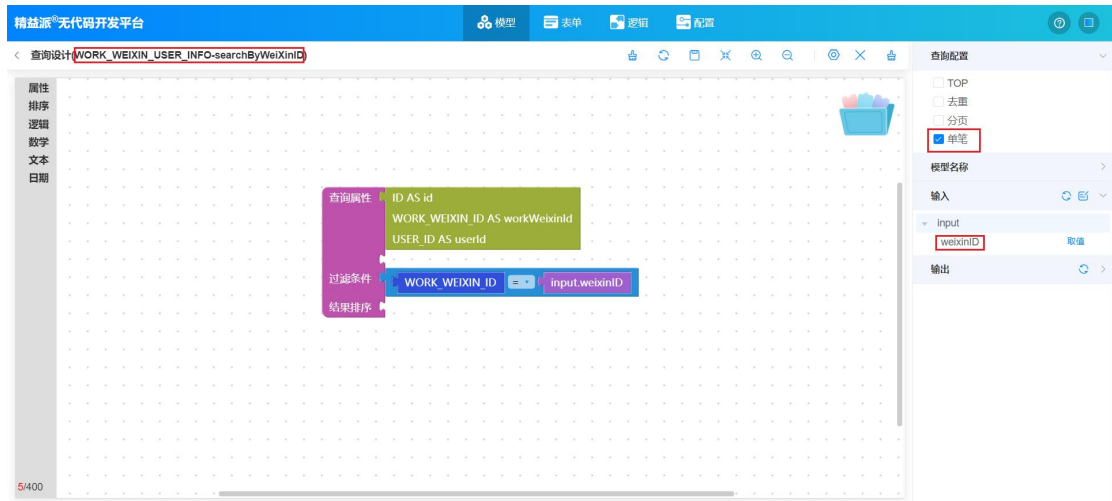 精益派®无代码开发平台
模型
表单
逻辑
配置
查询设计(WORK_WEIXIN_USER_INFO-searchByWeiXinID)
查询配置
属性
排序
逻辑
数学
文本
日期
TOP
去重
分页
单笔
模型名称
输入
input
weixinID
取值
输出
查询属性
ID AS id
WORK_WEIXIN_ID AS workWeixinId
USER_ID AS userId
过滤条件
WORK_WEIXIN_ID
=
input.weixinID
结果排序
5/400